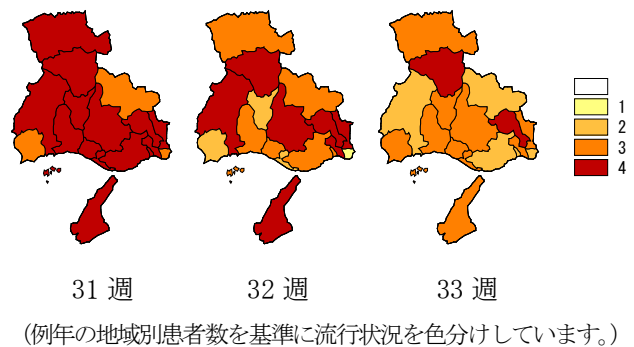 1
2
3
4
31 週
32 週
33 週
(例年の地域別患者数を基準に流行状況を色分けしています。)